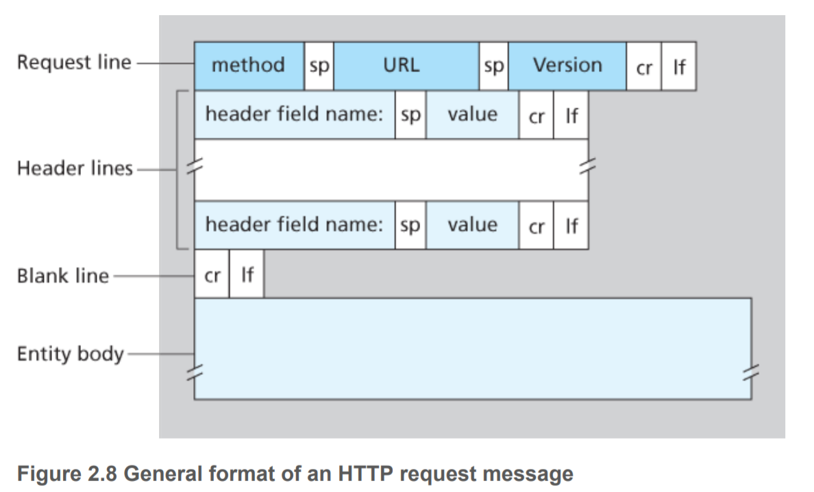 Request line method sp URL sp Version cr lf
header field name: sp value cr lf
Header lines
header field name: sp value cr lf
Blank line cr lf
Entity body
Figure 2.8 General format of an HTTP request message